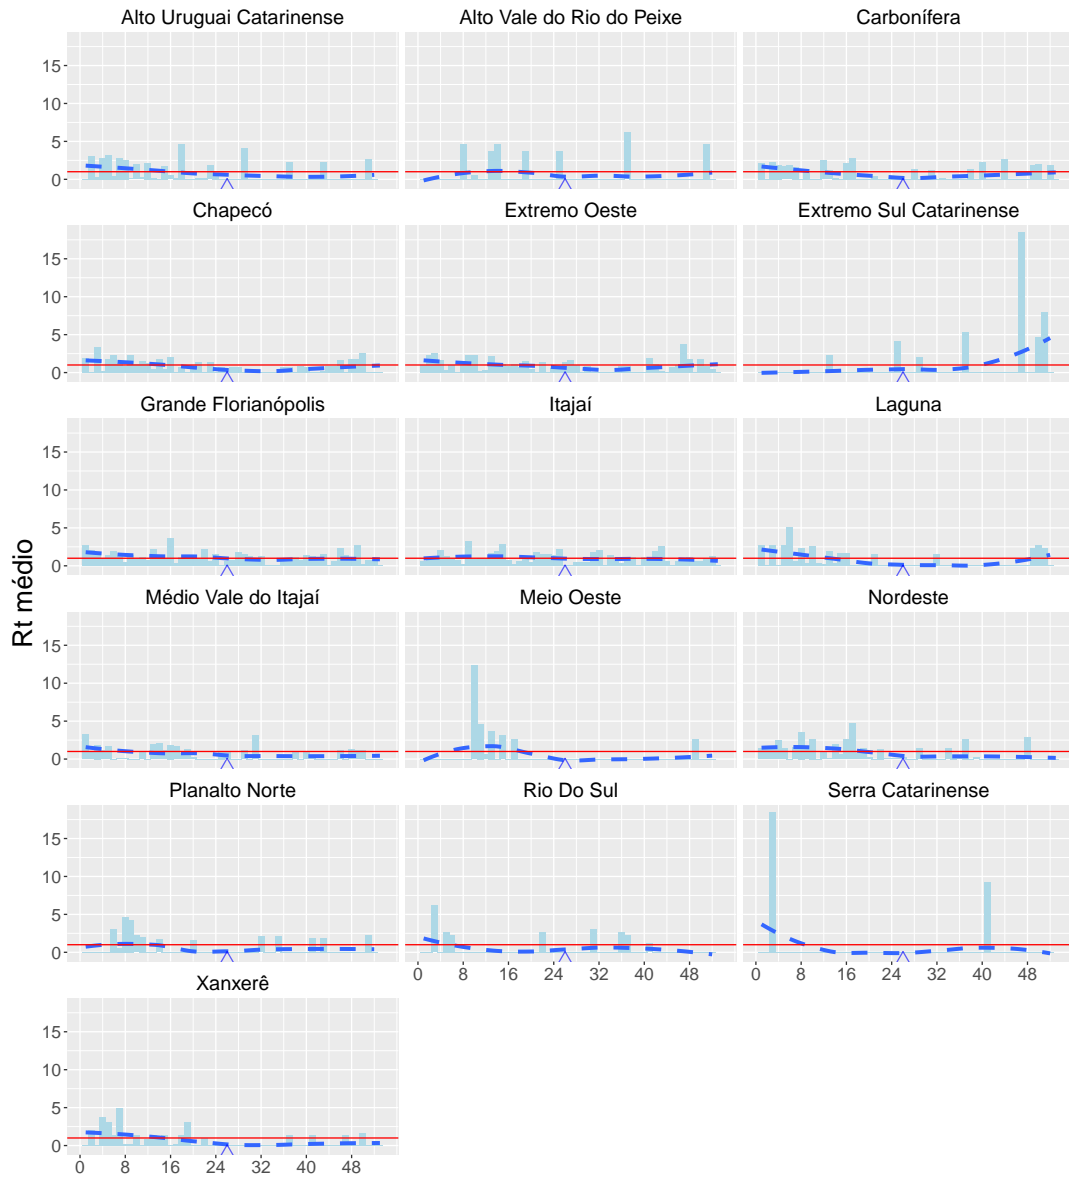 Alto Uruguai Catarinense Alto Vale do Rio do Peixe Carbonífera
15
10
5
0
Chapecó Extremo Oeste Extremo Sul Catarinense
15
10
5
0
Grande Florianópolis Itajaí Laguna
15
10
5
0
Rt médio
Médio Vale do Itajaí Meio Oeste Nordeste
15
10
5
0
Planalto Norte Rio Do Sul Serra Catarinense
15
10
5
0
0 8 16 24 32 40 48 0 8 16 24 32 40 48
Xanxerê
15
10
5
0
0 8 16 24 32 40 48